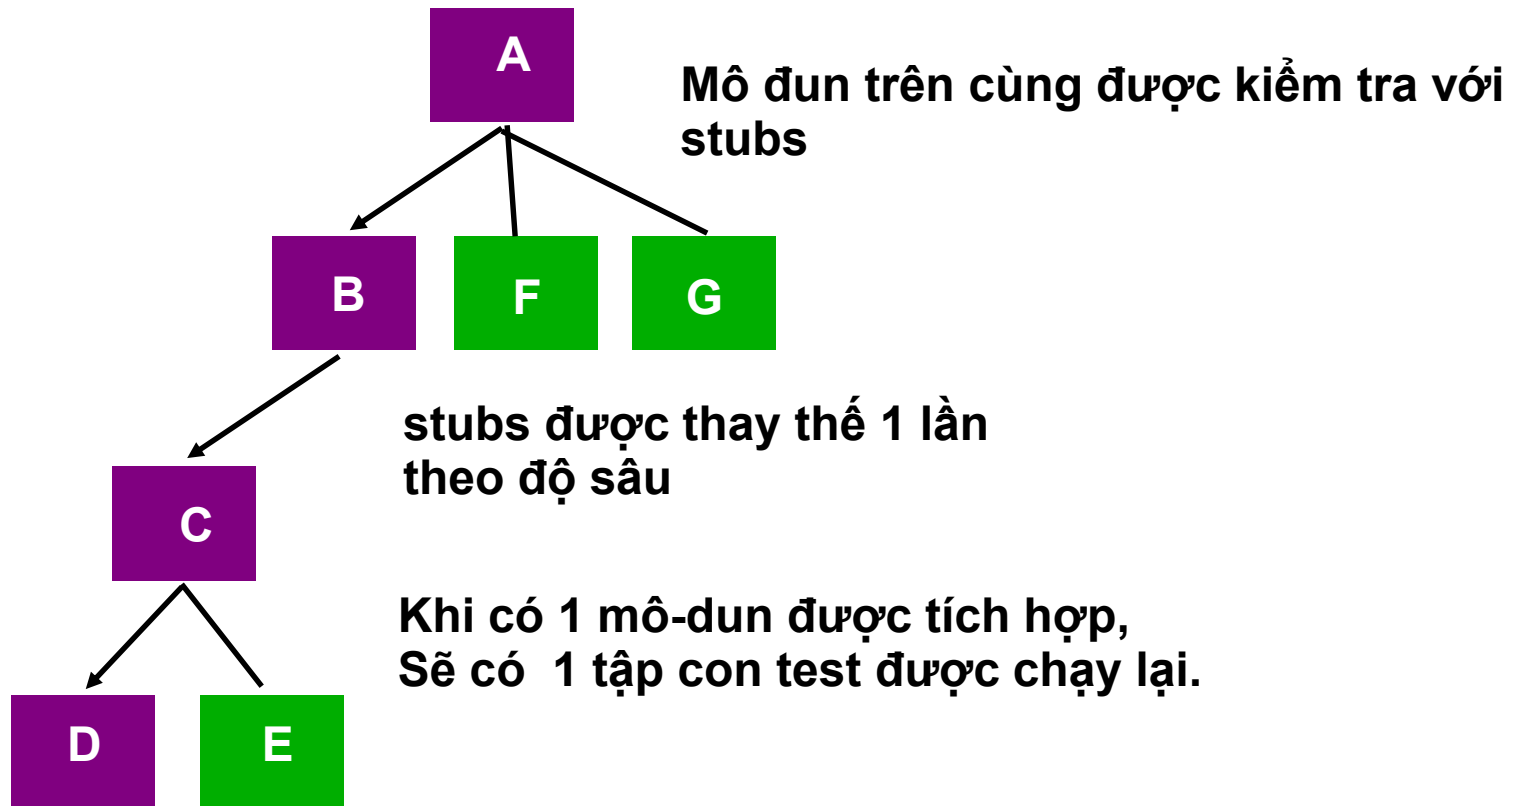 A
Mô đun trên cùng được kiểm tra với
stubs
B
F
G
stubs được thay thế 1 lần
theo độ sâu
C
Khi có 1 mô-dun được tích hợp,
Sẽ có  1 tập con test được chạy lại.
D
E